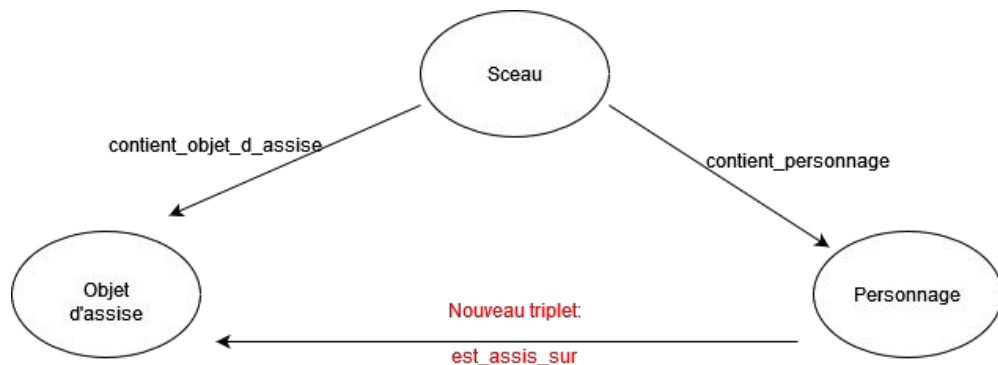 Sceau
contient_objet_d_assise
contient_personnage
Objet
d'assise
Nouveau triplet:
Personnage
est_assis_sur